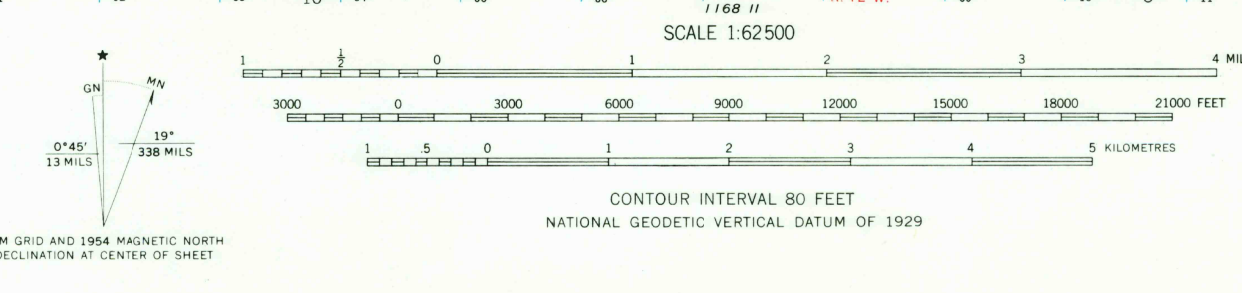 1168 II
SCALE 1:62 500
1 ½ 0 1 2 3 4 MIL
3000 0 3000 6000 9000 12000 15000 18000 21000 FEET
1 .5 0 1 2 3 4 5 KILOMETRES
CONTOUR INTERVAL 80 FEET
NATIONAL GEODETIC VERTICAL DATUM OF 1929
★
GN MN
0°45′ 19°
13 MILS 338 MILS
M GRID AND 1954 MAGNETIC NORTH
DECLINATION AT CENTER OF SHEET